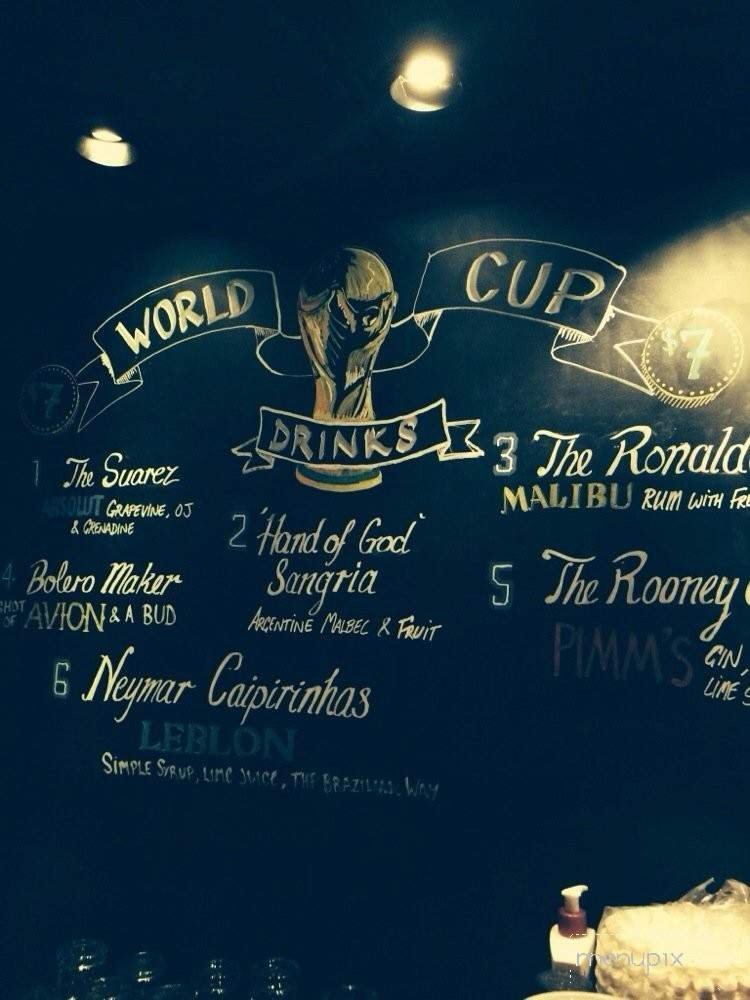 WORLD CUP
DRINKS
$7
$7
1 The Suarez
ABSOLUT GRAPEVINE, OJ
& GRENADINE
2 'Hand of God'
Sangria
ARGENTINE MALBEC & FRUIT
3 The Ronald
MALIBU RUM WITH FRE
4 Bolero Maker
SHOT OF AVION & A BUD
5 The Rooney
PIMM'S GIN,
LIME S
6 Neymar Caipirinhas
LEBLON
SIMPLE SYRUP, LIME JUICE, THE BRAZILIAN WAY
menupix